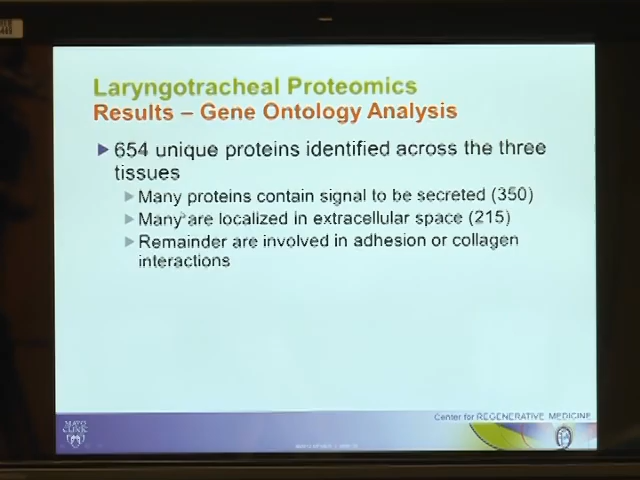 Laryngotracheal Proteomics
Results – Gene Ontology Analysis
654 unique proteins identified across the three
tissues
Many proteins contain signal to be secreted (350)
Many are localized in extracellular space (215)
Remainder are involved in adhesion or collagen
interactions
Center for REGENERATIVE MEDICINE
MAYO
CLINIC